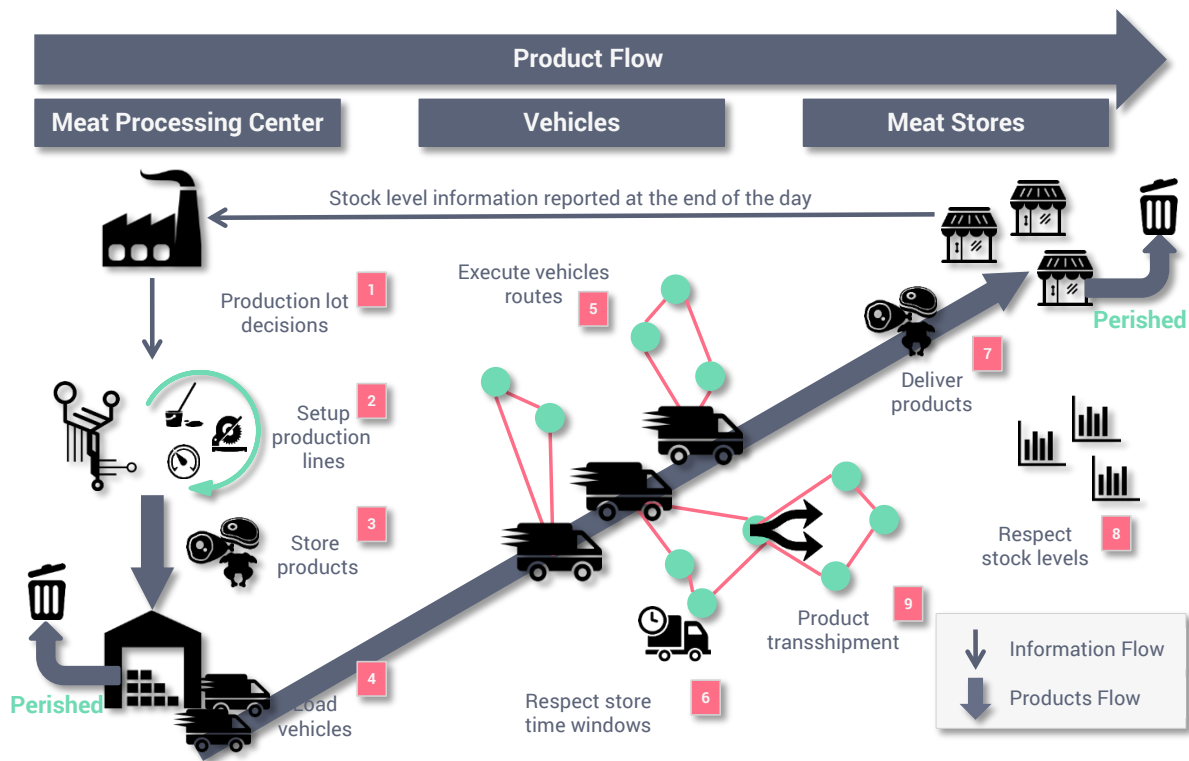 Product Flow
Meat Processing Center
Vehicles
Meat Stores
Stock level information reported at the end of the day
Production lot
decisions
1
Execute vehicles
routes
5
Perished
7
Deliver
products
Setup
production
lines
2
Store
products
3
Respect
stock levels
8
Product
transshipment
9
Information Flow
Products Flow
Perished
Load
vehicles
4
Respect store
time windows
6